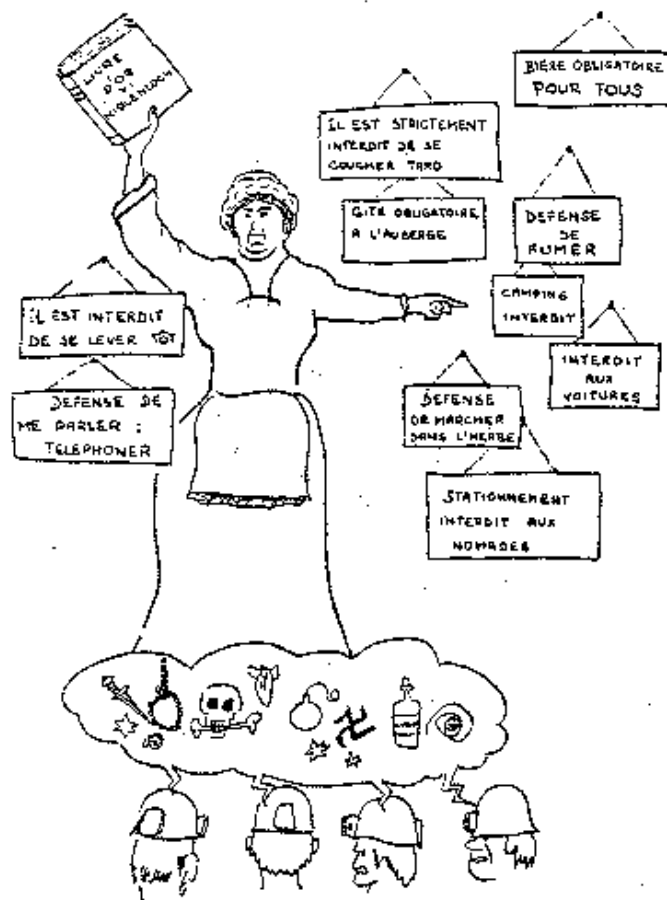 LIVRE
D'OR
BIÈRE OBLIGATOIRE
POUR TOUS
IL EST STRICTEMENT
INTERDIT DE SE
COUCHER TARD
GITE OBLIGATOIRE
A L'AUBERGE
DEFENSE
DE
FUMER
CAMPING
INTERDIT
IL EST INTERDIT
DE SE LEVER TÔT
INTERDIT
AUX
VOITURES
DEFENSE DE
ME PARLER :
TELEPHONER
DEFENSE
DE MARCHER
DANS L'HERBE
STATIONNEMENT
INTERDIT AUX
NOMADES